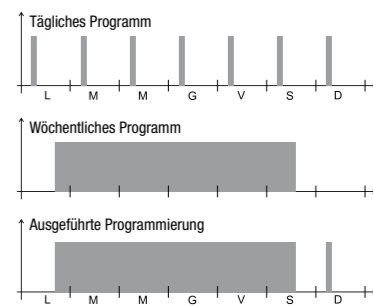 Tägliches Programm
L M M G V S D
Wöchentliches Programm
Ausgeführte Programmierung
L M M G V S D